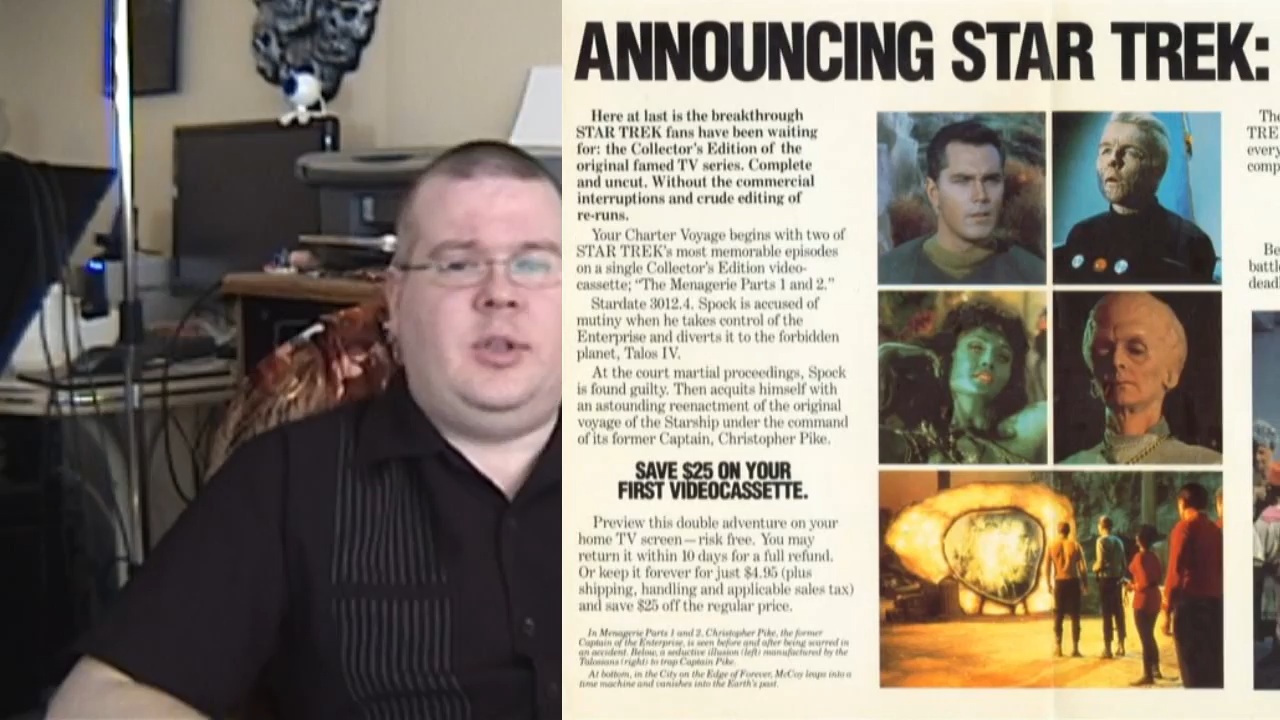 ANNOUNCING STAR TREK:
Here at last is the breakthrough
STAR TREK fans have been waiting
for: the Collector's Edition of the
original famed TV series. Complete
and uncut. Without the commercial
interruptions and crude editing of
re-runs.
Your Charter Voyage begins with two of
STAR TREK's most memorable episodes
on a single Collector's Edition video-
cassette; "The Menagerie Parts 1 and 2."
Stardate 3012.4. Spock is accused of
mutiny when he takes control of the
Enterprise and diverts it to the forbidden
planet, Talos IV.
At the court martial proceedings, Spock
is found guilty. Then acquits himself with
an astounding reenactment of the original
voyage of the Starship under the command
of its former Captain, Christopher Pike.
SAVE $25 ON YOUR
FIRST VIDEOCASSETTE.
Preview this double adventure on your
home TV screen—risk free. You may
return it within 10 days for a full refund.
Or keep it forever for just $4.95 (plus
shipping, handling and applicable sales tax)
and save $25 off the regular price.
In Menagerie Parts 1 and 2, Christopher Pike, the former
Captain of the Enterprise, is seen before and after being scarred in
an accident. Below, a seductive illusion (left) manufactured by the
Talosians (right) to trap Captain Pike.
At bottom, in the City on the Edge of Forever, McCoy leaps into a
time machine and vanishes into the Earth's past.
The
TRE
every
comp
Be
battl
deadl